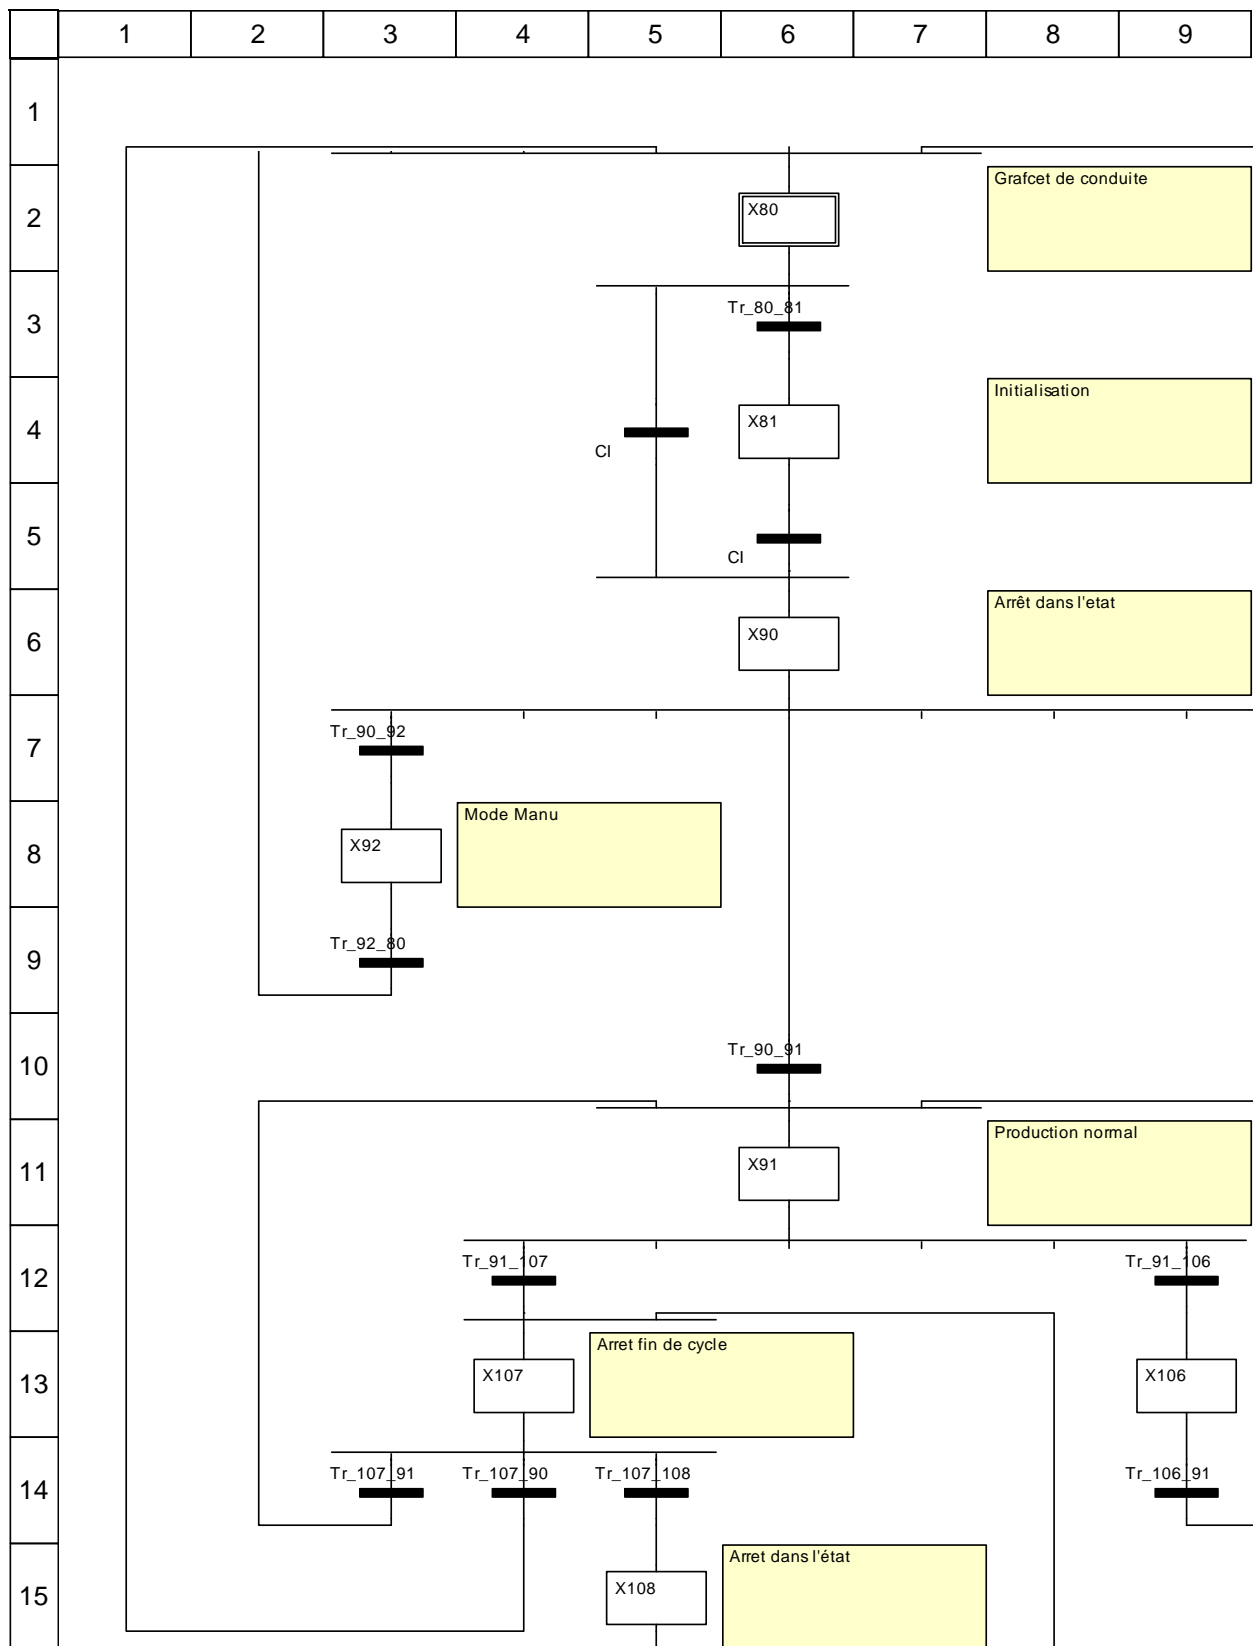 1 2 3 4 5 6 7 8 9
1
Grafcet de conduite
2
X80
3
Tr_80_81
Initialisation
4
X81
CI
5
CI
Arrêt dans l'etat
6
X90
Tr_90_92
7
Mode Manu
8
X92
Tr_92_80
9
Tr_90_91
10
Production normal
11
X91
Tr_91_107 Tr_91_106
12
Arret fin de cycle
13
X107 X106
Tr_107_91 Tr_107_90 Tr_107_108 Tr_106_91
14
Arret dans l'état
15
X108